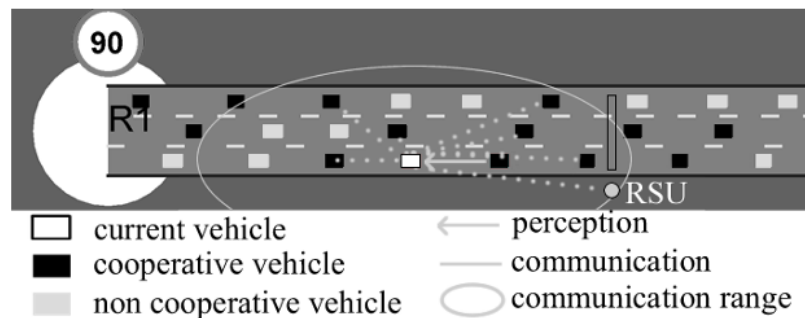 90
R1
RSU
current vehicle
perception
cooperative vehicle
communication
non cooperative vehicle
communication range